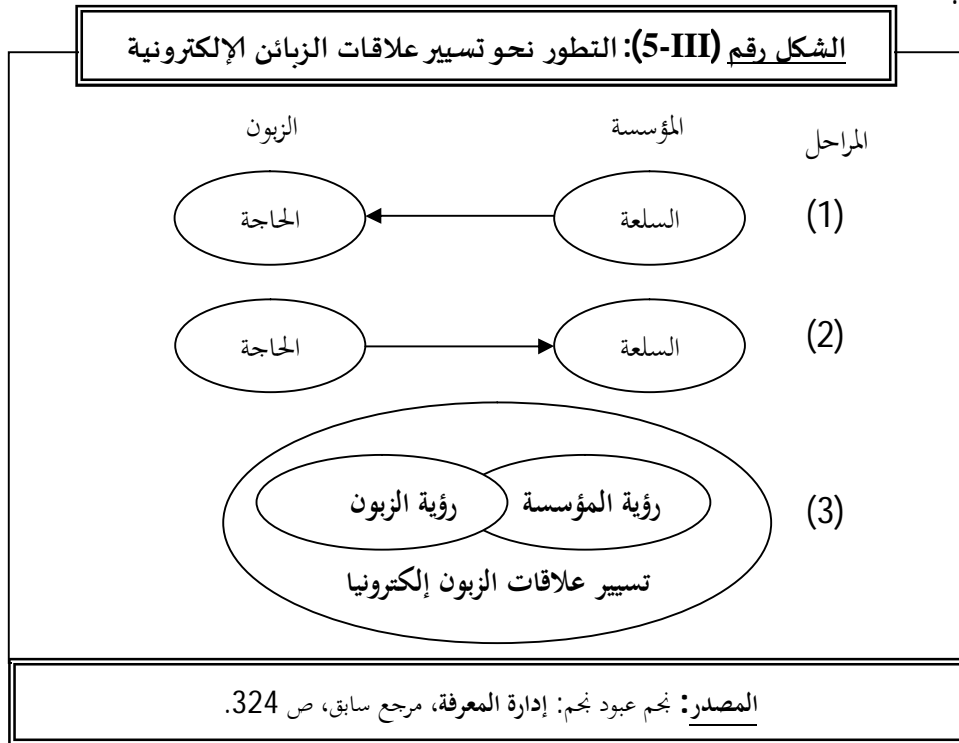 الشكل رقم (III-5): التطور نحو تسيير علاقات الزبائن الإلكترونية
المراحل المؤسسة الزبون
(1) السلعة الحاجة
(2) السلعة الحاجة
(3) رؤية المؤسسة رؤية الزبون
تسيير علاقات الزبون إلكترونيا
المصدر: نجم عبود نجم: إدارة المعرفة، مرجع سابق، ص 324.